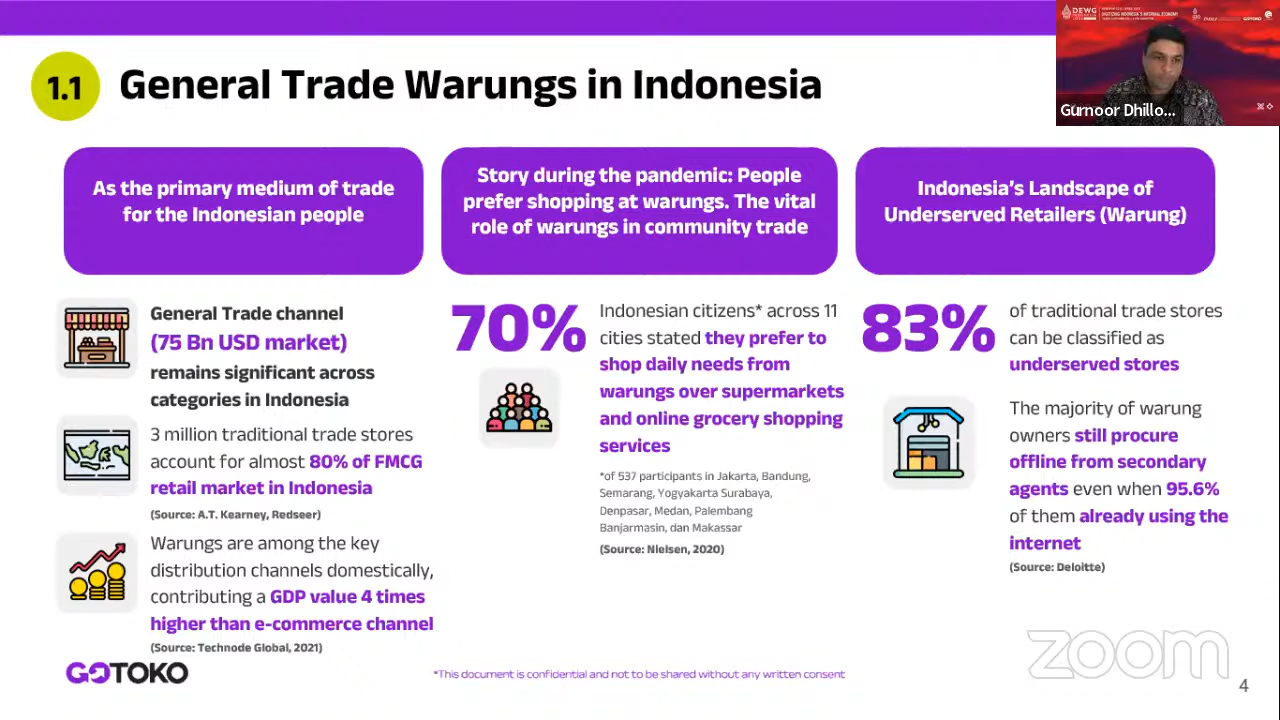 1.1
General Trade Warungs in Indonesia
DEWG
DIGITIZING INDONESIA'S INFORMAL ECONOMY
GOTOKO
Gurnoor Dhillo...
As the primary medium of trade
for the Indonesian people
General Trade channel
(75 Bn USD market)
remains significant across
categories in Indonesia
3 million traditional trade stores
account for almost 80% of FMCG
retail market in Indonesia
(Source: A.T. Kearney, Redseer)
Warungs are among the key
distribution channels domestically,
contributing a GDP value 4 times
higher than e-commerce channel
(Source: Technode Global, 2021)
Story during the pandemic: People
prefer shopping at warungs. The vital
role of warungs in community trade
70%
Indonesian citizens* across 11
cities stated they prefer to
shop daily needs from
warungs over supermarkets
and online grocery shopping
services
*of 537 participants in Jakarta, Bandung,
Semarang, Yogyakarta Surabaya,
Denpasar, Medan, Palembang
Banjarmasin, dan Makassar
(Source: Nielsen, 2020)
Indonesia's Landscape of
Underserved Retailers (Warung)
83%
of traditional trade stores
can be classified as
underserved stores
The majority of warung
owners still procure
offline from secondary
agents even when 95.6%
of them already using the
internet
(Source: Deloitte)
GOTOKO
*This document is confidential and not to be shared without any written consent
zoom
4